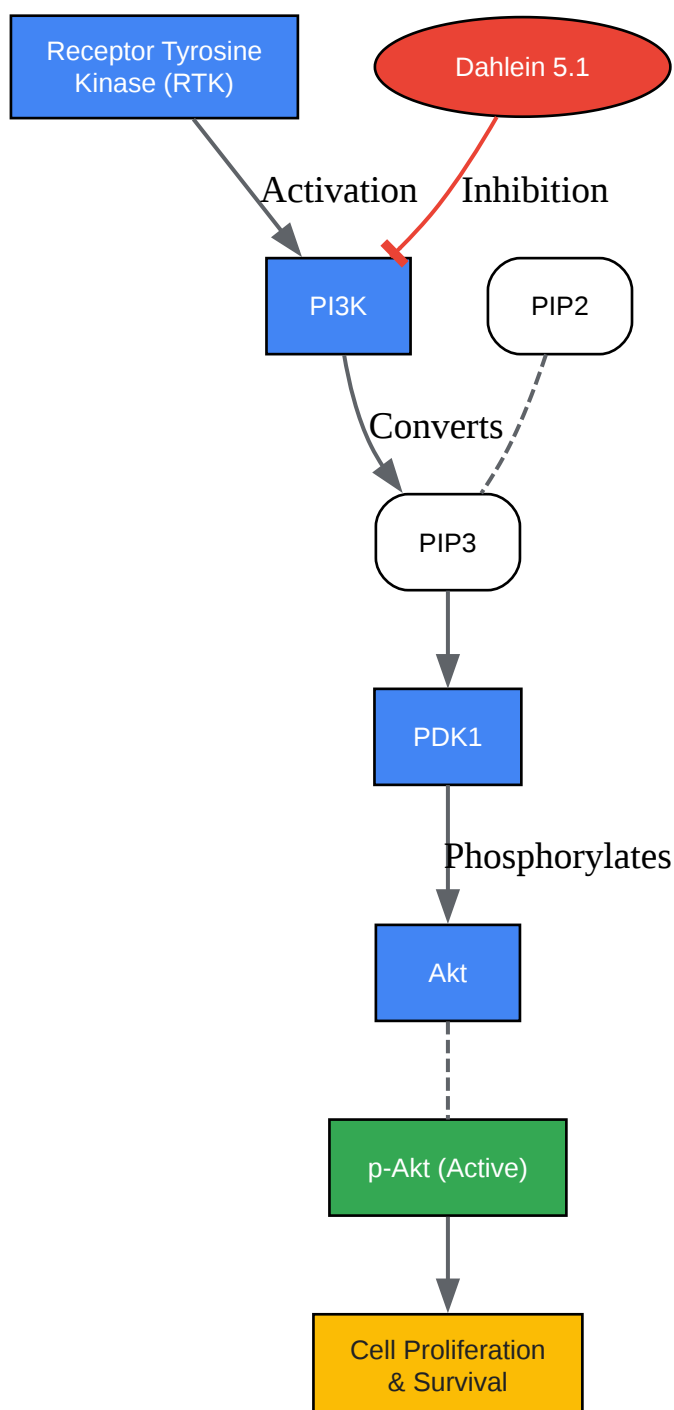 Receptor Tyrosine
Kinase (RTK)
Dahlein 5.1
Activation
Inhibition
PI3K
PIP2
Converts
PIP3
PDK1
Phosphorylates
Akt
p-Akt (Active)
Cell Proliferation
& Survival